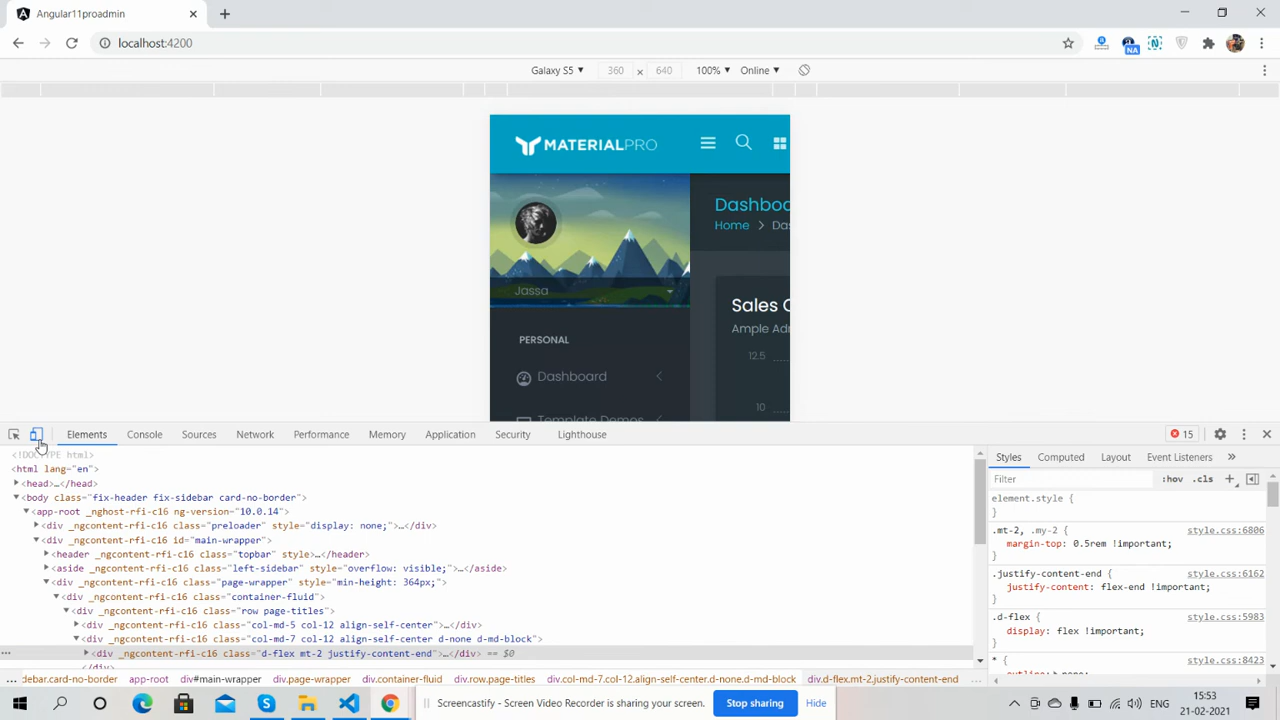 Angular11proadmin
localhost:4200
NA
Galaxy S5 360 x 640 100% Online
MATERIALPRO
Jassa
PERSONAL
Dashboard
Dashbo
Home
Sales
12.5
10
Elements Console Sources Network Performance Memory Application Security Lighthouse 15
<!DOCTYPE html>
<html lang="en">
<head>…</head>
<body class="fix-header fix-sidebar card-no-border">
<app-root _nghost-rfi-c16 ng-version="10.0.14">
<div _ngcontent-rfi-c16 class="preloader" style="display: none;">…</div>
<div _ngcontent-rfi-c16 id="main-wrapper">
<header _ngcontent-rfi-c16 class="topbar" style>…</header>
<aside _ngcontent-rfi-c16 class="left-sidebar" style="overflow: visible;">…</aside>
<div _ngcontent-rfi-c16 class="page-wrapper" style="min-height: 364px;">
<div _ngcontent-rfi-c16 class="container-fluid">
<div _ngcontent-rfi-c16 class="row page-titles">
<div _ngcontent-rfi-c16 class="col-md-5 col-12 align-self-center">…</div>
<div _ngcontent-rfi-c16 class="col-md-7 col-12 align-self-center d-none d-md-block">
… <div _ngcontent-rfi-c16 class="d-flex mt-2 justify-content-end">…</div> == $0
… debar.card-no-border app-root div#main-wrapper div.page-wrapper div.container-fluid div.row.page-titles div.col-md-7.col-12.align-self-center.d-none.d-md-block div.d-flex.mt-2.justify-content-end
Styles Computed Layout Event Listeners
Filter :hov .cls
element.style {
}
.mt-2, .my-2 { style.css:6806
margin-top: 0.5rem !important;
}
.justify-content-end { style.css:6162
justify-content: flex-end !important;
}
.d-flex { style.css:5983
display: flex !important;
}
* { style.css:8423
Screencastify - Screen Video Recorder is sharing your screen. Stop sharing Hide
15:53
21-02-2021